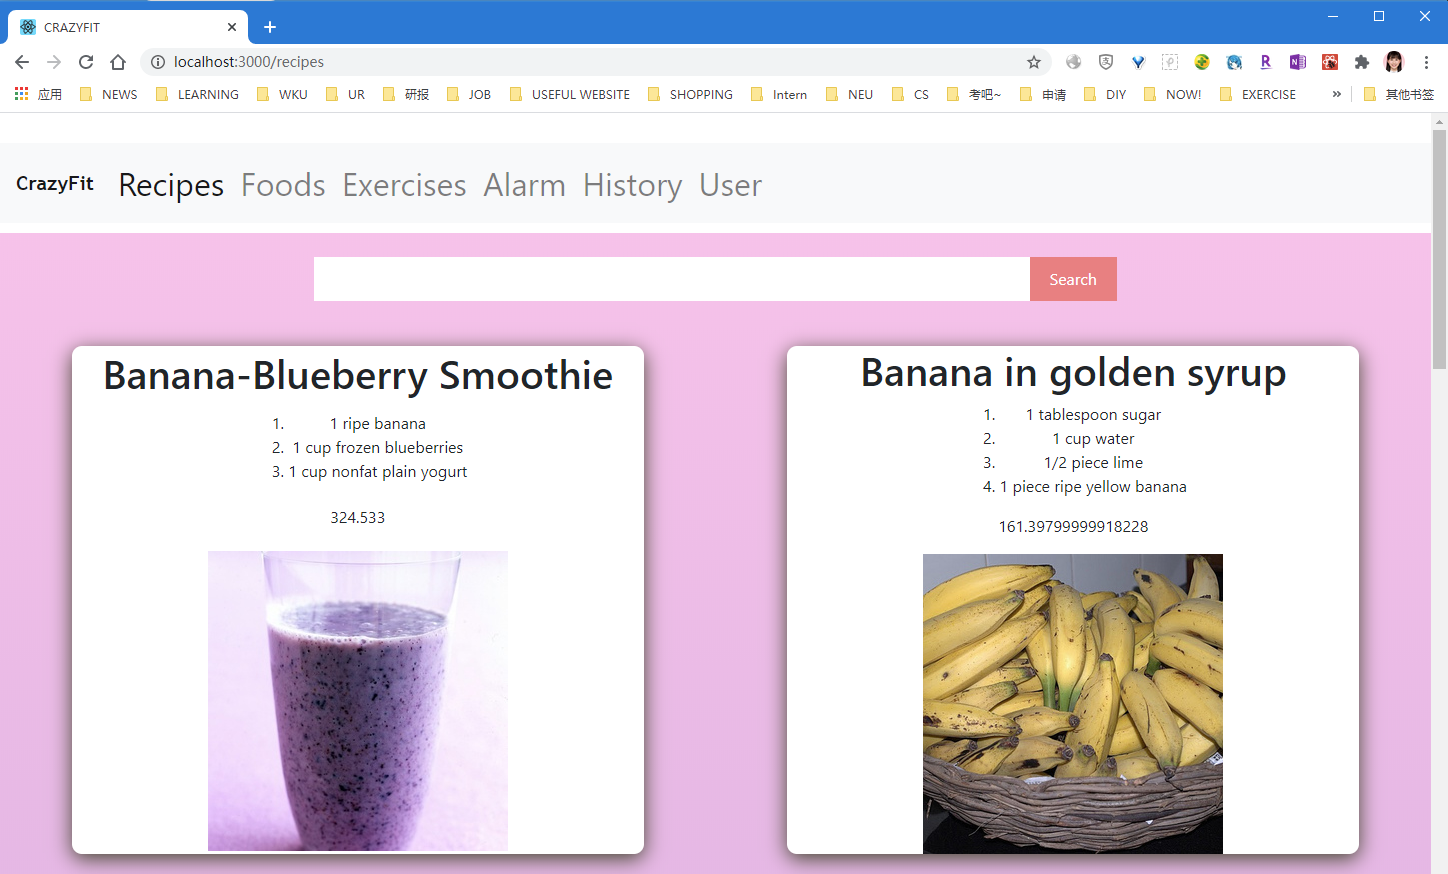 CRAZYFIT
localhost:3000/recipes
应用 NEWS LEARNING WKU UR 研报 JOB USEFUL WEBSITE SHOPPING Intern NEU CS 考吧~ 申请 DIY NOW! EXERCISE » 其他书签
CrazyFit Recipes Foods Exercises Alarm History User
Search
Banana-Blueberry Smoothie
1. 1 ripe banana
2. 1 cup frozen blueberries
3. 1 cup nonfat plain yogurt
324.533
Banana in golden syrup
1. 1 tablespoon sugar
2. 1 cup water
3. 1/2 piece lime
4. 1 piece ripe yellow banana
161.39799999918228